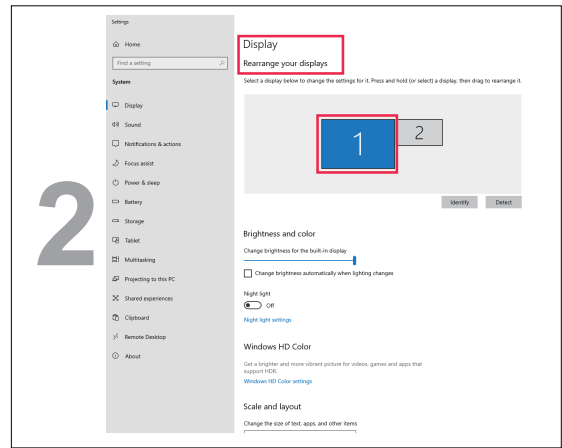 2
Settings
Home
Find a setting
System
Display
Sound
Notifications & actions
Focus assist
Power & sleep
Battery
Storage
Tablet
Multitasking
Projecting to this PC
Shared experiences
Clipboard
Remote Desktop
About
Display
Rearrange your displays
Select a display below to change the settings for it. Press and hold (or select) a display, then drag to rearrange it.
1
2
Identify
Detect
Brightness and color
Change brightness for the built-in display
Change brightness automatically when lighting changes
Night light
Off
Night light settings
Windows HD Color
Get a brighter and more vibrant picture for videos, games and apps that
support HDR.
Windows HD Color settings
Scale and layout
Change the size of text, apps, and other items